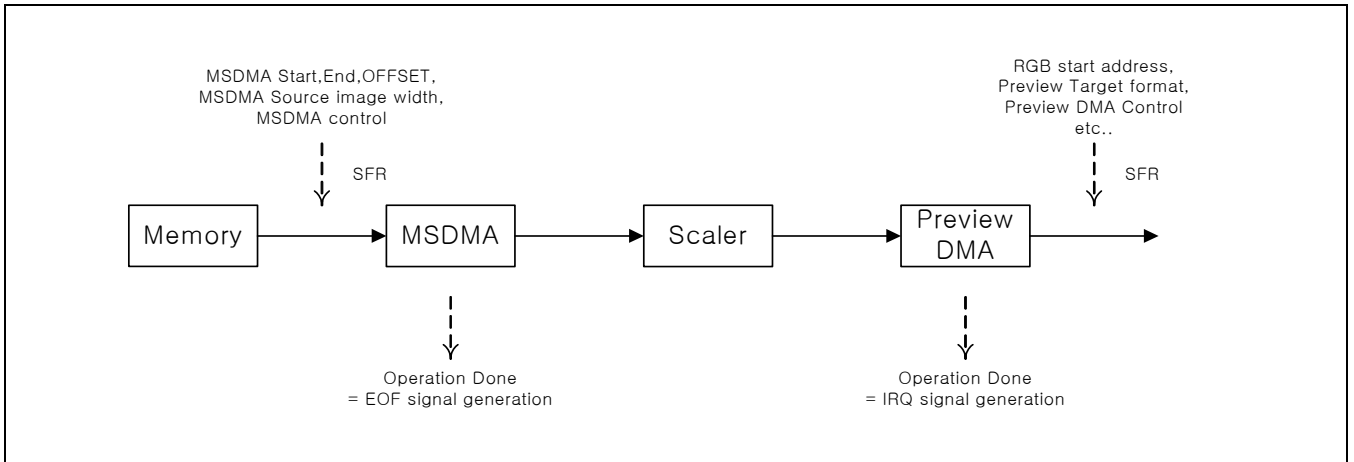 MSDMA Start,End,OFFSET,
MSDMA Source image width,
MSDMA control
SFR
RGB start address,
Preview Target format,
Preview DMA Control
etc..
SFR
Memory
MSDMA
Scaler
Preview
DMA
Operation Done
= EOF signal generation
Operation Done
= IRQ signal generation